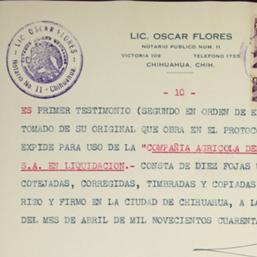 LIC. OSCAR FLORES
NOTARIO PUBLICO NUM. 11
VICTORIA 109 TELEFONO 1755
CHIHUAHUA, CHIH.
LIC. OSCAR FLORES
Notario No. 11 - Chihuahua
- 10 -
ES PRIMER TESTIMONIO (SEGUNDO EN ORDEN DE E
TOMADO DE SU ORIGINAL QUE OBRA EN EL PROTOC
EXPIDE PARA USO DE LA "COMPAÑIA AGRICOLA DE
S.A. EN LIQUIDACION.- CONSTA DE DIEZ FOJAS
COTEJADAS, CORREGIDAS, TIMBRADAS Y COPIADAS
RIZO Y FIRMO EN LA CIUDAD DE CHIHUAHUA, A LA
DEL MES DE ABRIL DE MIL NOVECIENTOS CUARENTA